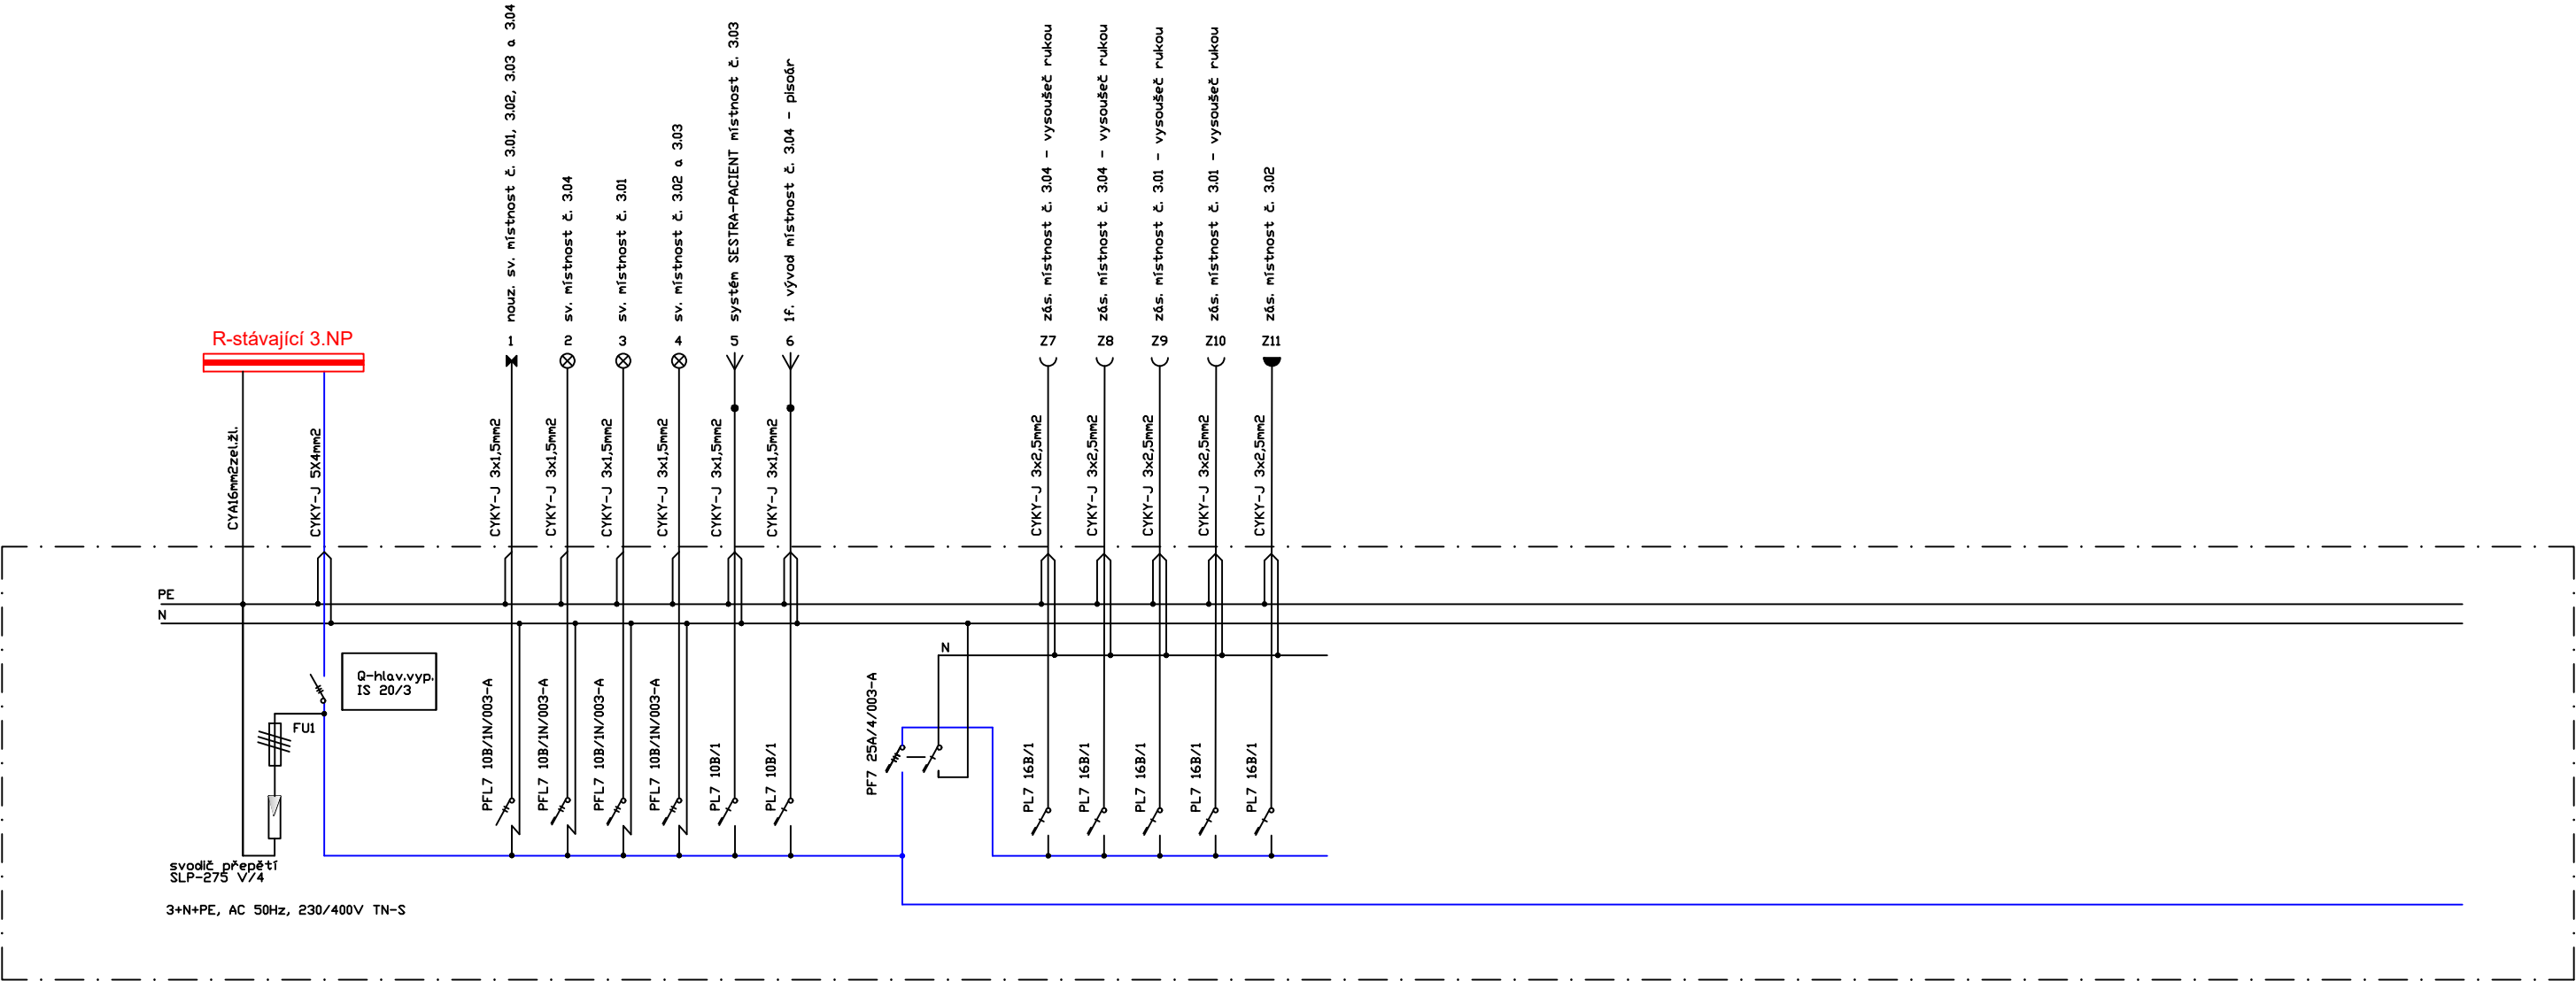 nouz. sv. místnost č. 3.01, 3.02, 3.03 a 3.04
sv. místnost č. 3.04
sv. místnost č. 3.01
sv. místnost č. 3.02 a 3.03
systém SESTRA-PACIENT místnost č. 3.03
1f. vývod místnost č. 3.04 - pisoár
zás. místnost č. 3.04 - vysoušeč rukou
zás. místnost č. 3.04 - vysoušeč rukou
zás. místnost č. 3.01 - vysoušeč rukou
zás. místnost č. 3.01 - vysoušeč rukou
zás. místnost č. 3.02
R-stávající 3.NP
1
2
3
4
5
6
Z7
Z8
Z9
Z10
Z11
CYA16mm2zel.žl.
CYKY-J 5X4mm2
CYKY-J 3x1,5mm2
CYKY-J 3x1,5mm2
CYKY-J 3x1,5mm2
CYKY-J 3x1,5mm2
CYKY-J 3x1,5mm2
CYKY-J 3x1,5mm2
CYKY-J 3x2,5mm2
CYKY-J 3x2,5mm2
CYKY-J 3x2,5mm2
CYKY-J 3x2,5mm2
CYKY-J 3x2,5mm2
PE
N
N
Q-hlav.vyp.
IS 20/3
FU1
PFL7 10B/1N/003-A
PFL7 10B/1N/003-A
PFL7 10B/1N/003-A
PFL7 10B/1N/003-A
PL7 10B/1
PL7 10B/1
PF7 25A/4/003-A
PL7 16B/1
PL7 16B/1
PL7 16B/1
PL7 16B/1
PL7 16B/1
svodič přepětí
SLP-275 V/4
3+N+PE, AC 50Hz, 230/400V TN-S